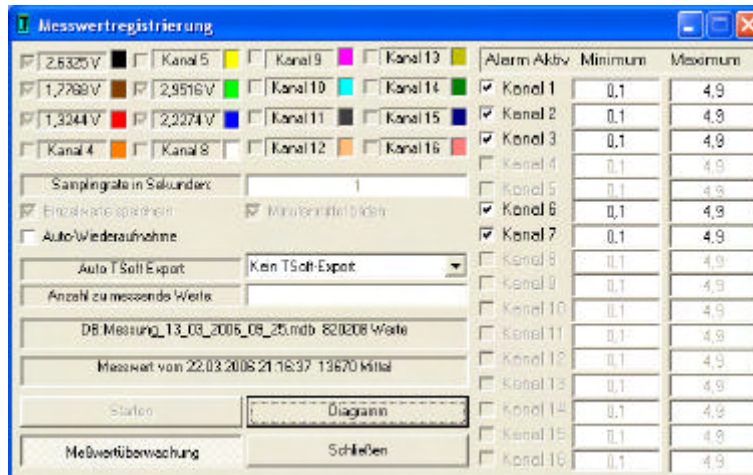 Messwertregistrierung
2,6325 V Kanal 5 Kanal 9 Kanal 13
1,7768 V 2,9516 V Kanal 10 Kanal 14
1,3244 V 2,2274 V Kanal 11 Kanal 15
Kanal 4 Kanal 8 Kanal 12 Kanal 16
Samplingrate in Sekunden: 1
Einzelwerte speichern Minutenmittel bilden
Auto-Wiederaufnahme
Auto TSoft Export Kein TSoft-Export
Anzahl zu messende Werte:
DB:Messung_13_03_2006_09_25.mdb 820208 Werte
Messwert vom 22.03.2006 21:16:37 13670 Mittel
Starten Diagramm
Meßwertüberwachung Schließen
Alarm Aktiv Minimum Maximum
Kanal 1 0,1 4,9
Kanal 2 0,1 4,9
Kanal 3 0,1 4,9
Kanal 4 0,1 4,9
Kanal 5 0,1 4,9
Kanal 6 0,1 4,9
Kanal 7 0,1 4,9
Kanal 8 0,1 4,9
Kanal 9 0,1 4,9
Kanal 10 0,1 4,9
Kanal 11 0,1 4,9
Kanal 12 0,1 4,9
Kanal 13 0,1 4,9
Kanal 14 0,1 4,9
Kanal 15 0,1 4,9
Kanal 16 0,1 4,9